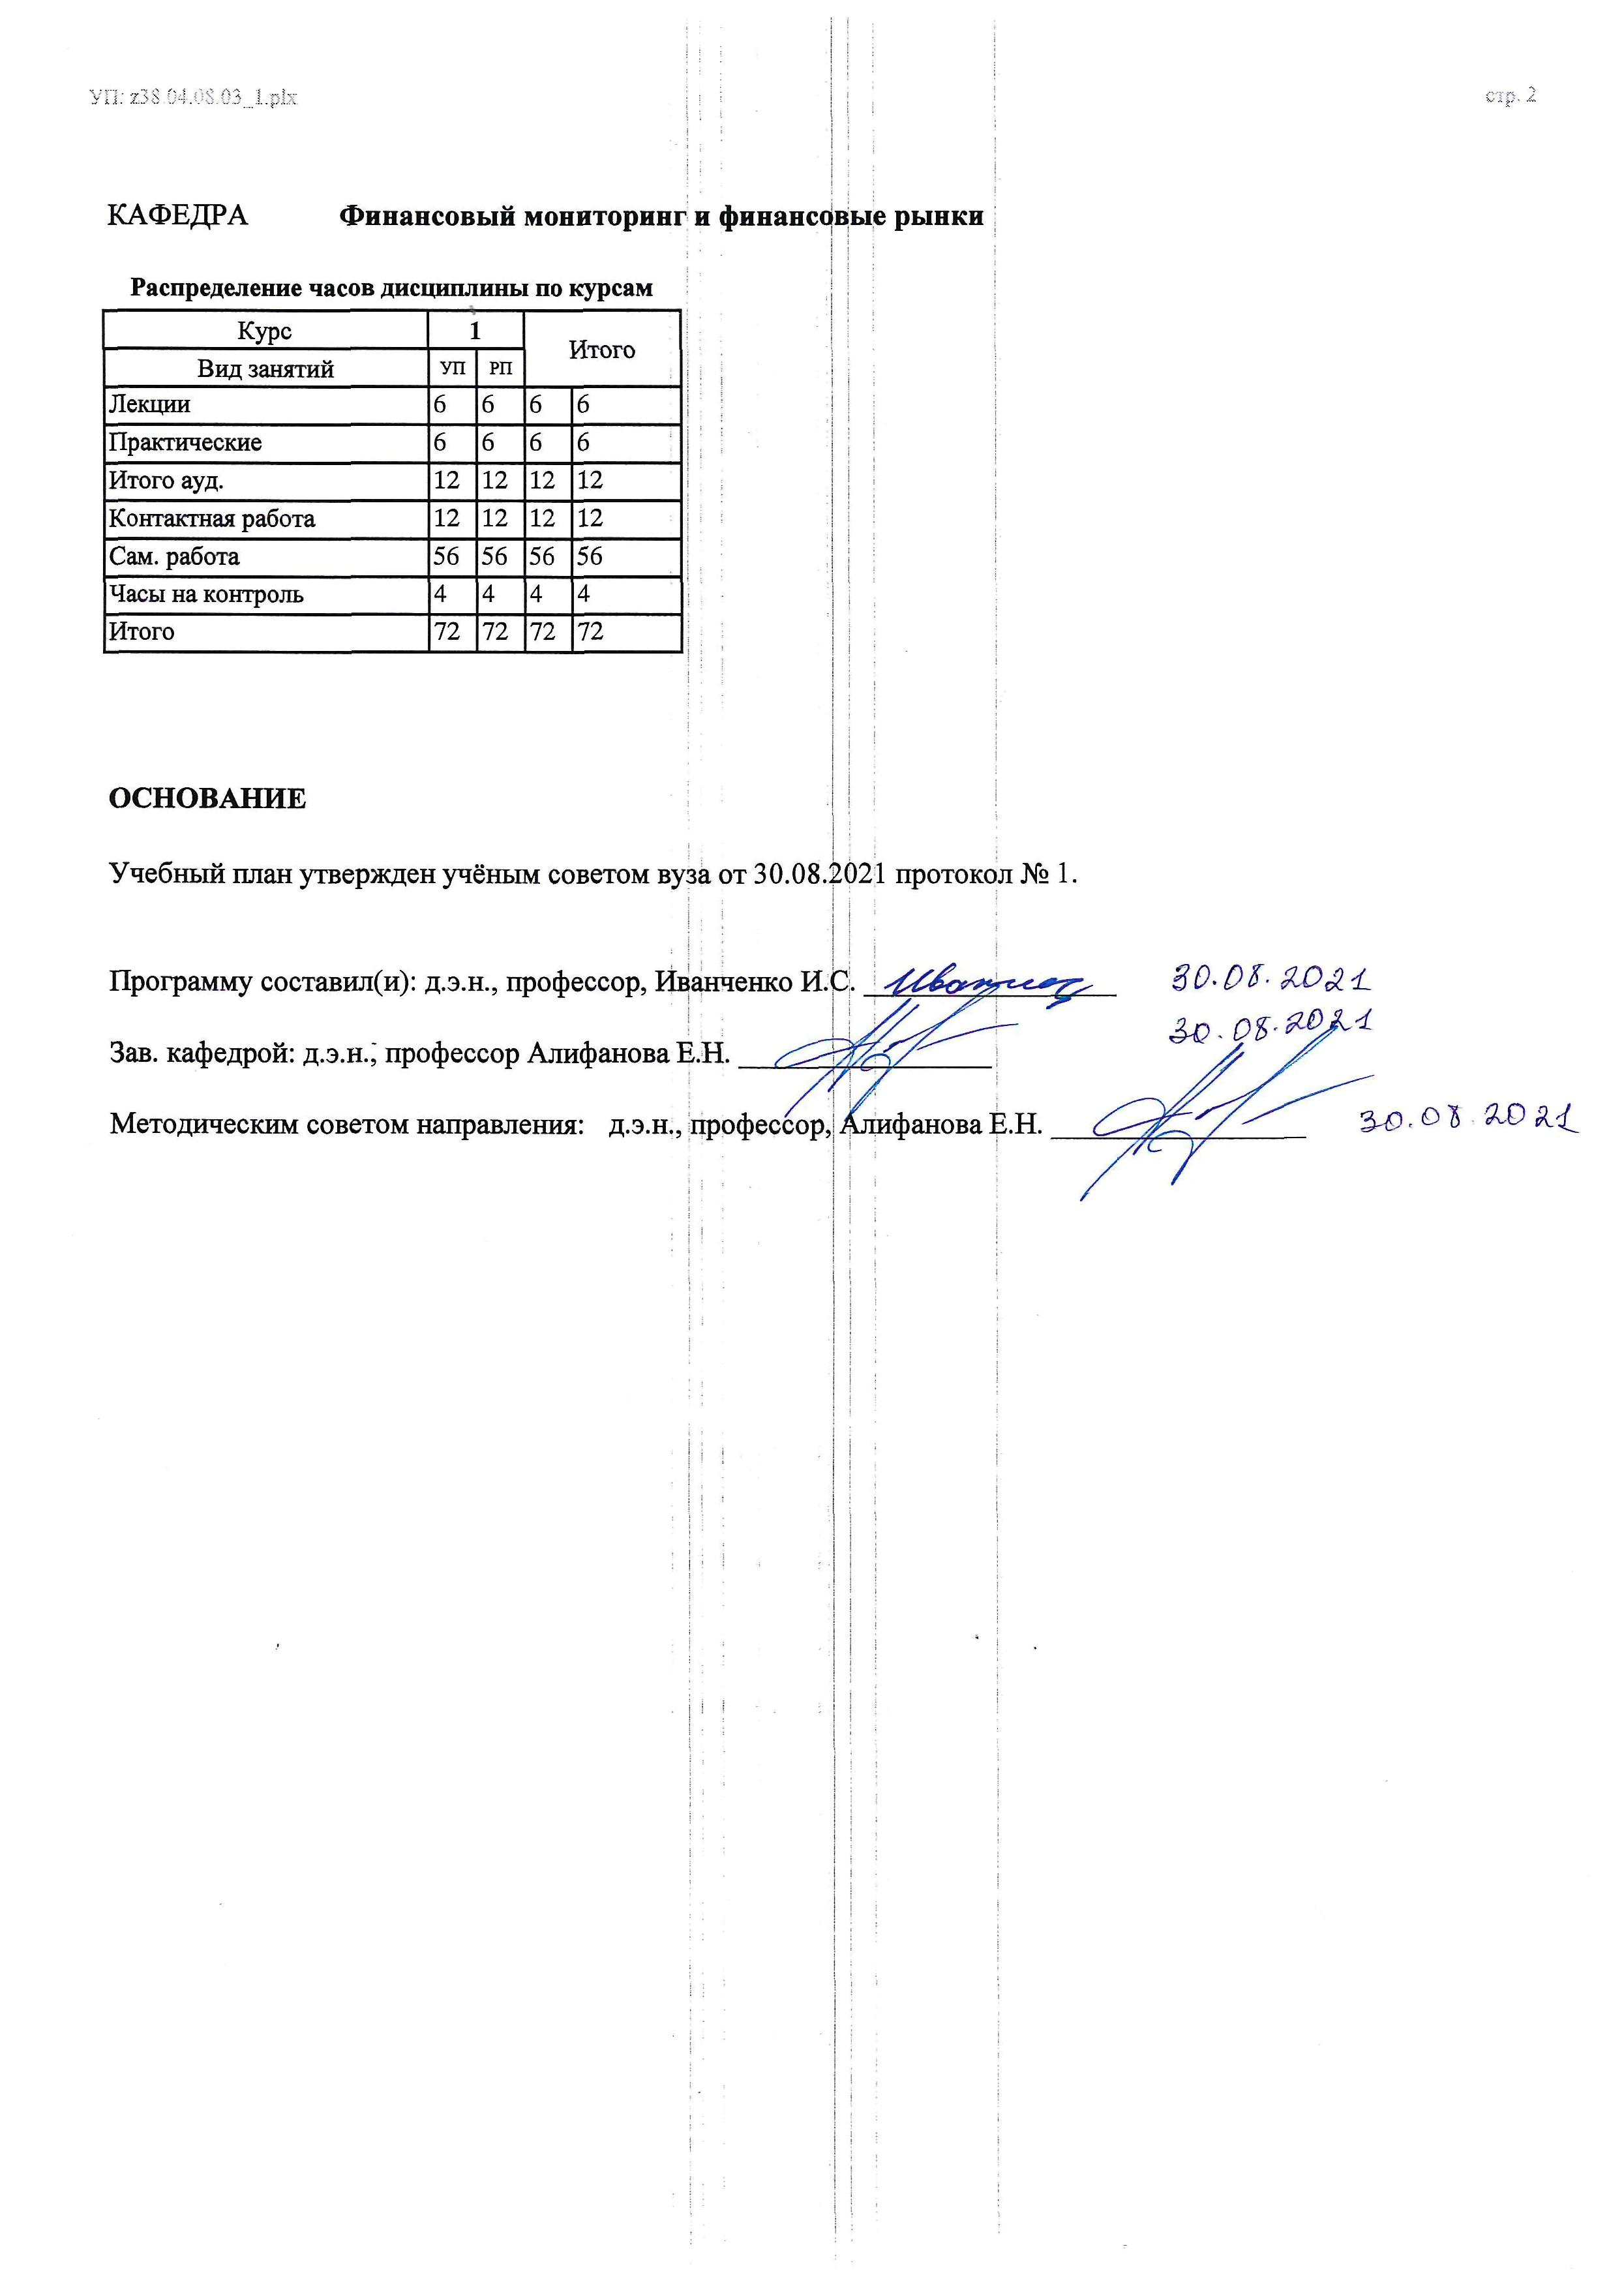 УП: z38.04.08.03_1.plx стр. 2
КАФЕДРА Финансовый мониторинг и финансовые рынки
Распределение часов дисциплины по курсам
Курс 1 Итого
Вид занятий УП РП
Лекции 6 6 6 6
Практические 6 6 6 6
Итого ауд. 12 12 12 12
Контактная работа 12 12 12 12
Сам. работа 56 56 56 56
Часы на контроль 4 4 4 4
Итого 72 72 72 72
ОСНОВАНИЕ
Учебный план утвержден учёным советом вуза от 30.08.2021 протокол № 1.
Программу составил(и): д.э.н., профессор, Иванченко И.С. 30.08.2021
Зав. кафедрой: д.э.н., профессор Алифанова Е.Н. 30.08.2021
Методическим советом направления: д.э.н., профессор, Алифанова Е.Н. 30.08.2021